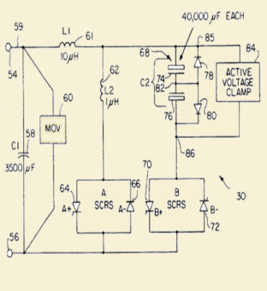 40,000 µF EACH
59
L1
61
85
84
54
10µH
68
62
C2
74
82
78
ACTIVE
VOLTAGE
CLAMP
60
L2
1µH
76
80
MOV
C1
58
3500 µF
86
70
30
64
A
SCRS
66
B
SCRS
A+
A-
B+
B-
72
56